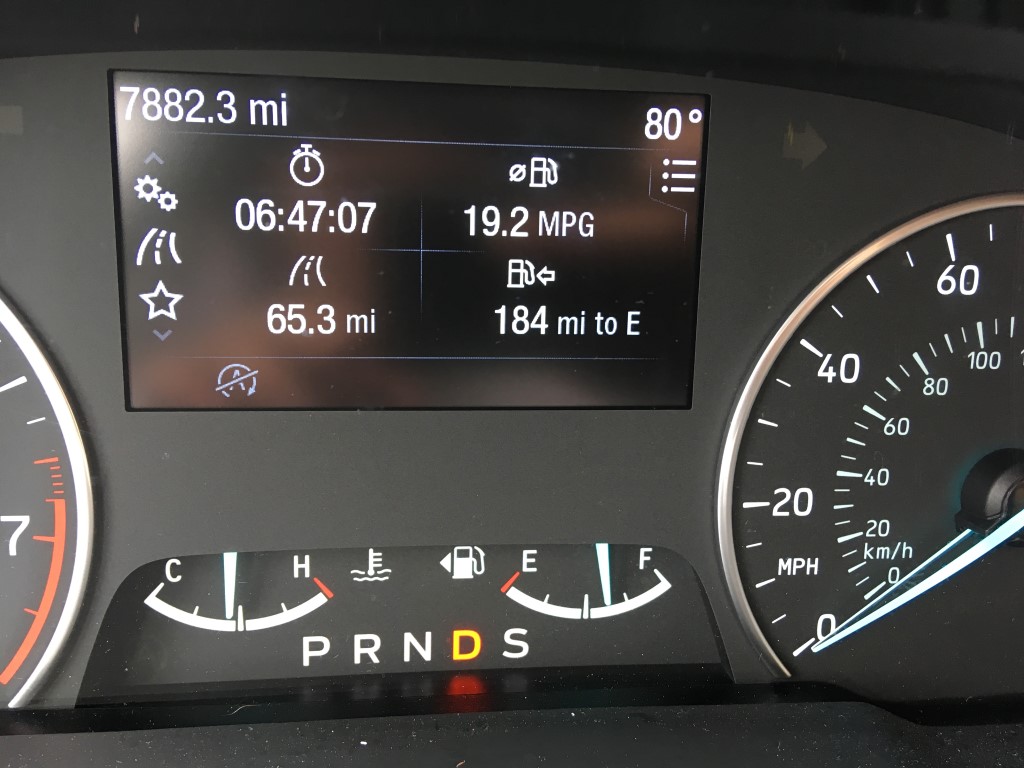 7882.3 mi 80°
06:47:07 19.2 MPG
65.3 mi 184 mi to E
A
7
C H E F
P R N D S
0 20 40 60
MPH
0 20 40 60 80 100
km/h